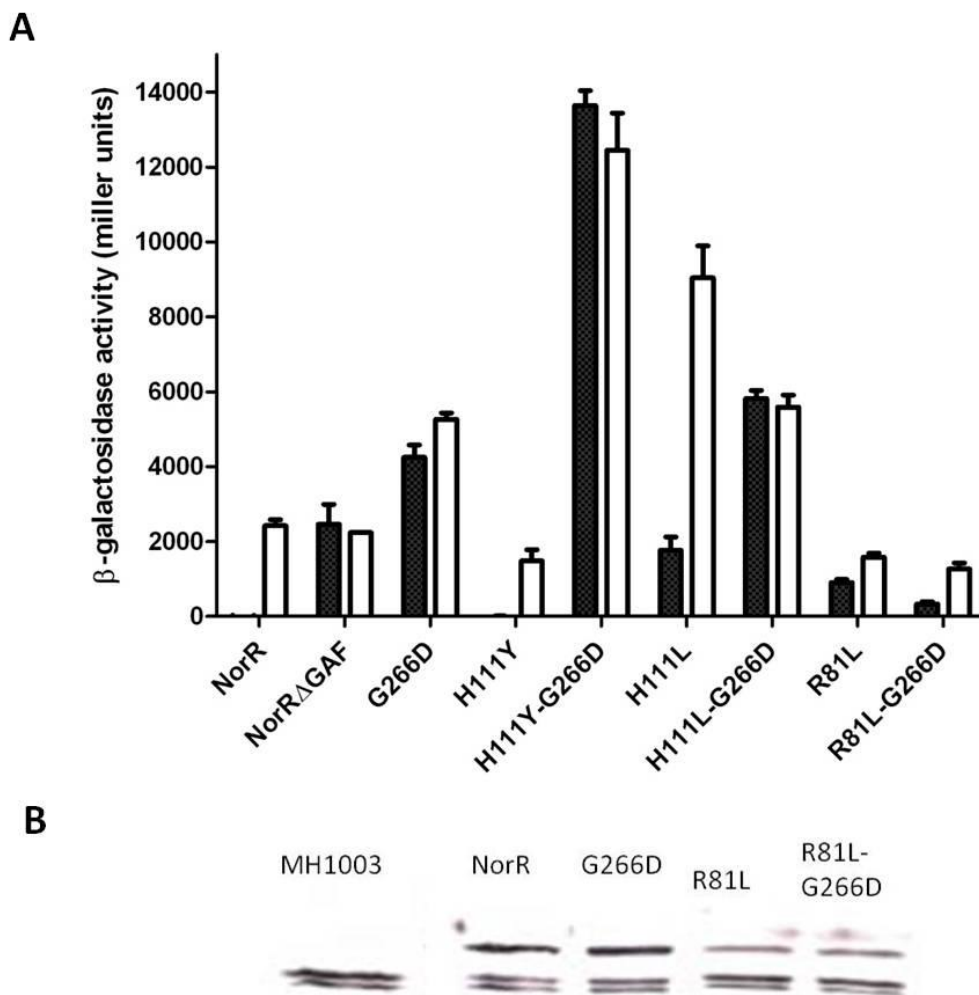 A
β-galactosidase activity (miller units)
14000
12000
10000
8000
6000
4000
2000
0
NorR
NorRΔGAF
G266D
H111Y
H111Y-G266D
H111L
H111L-G266D
R81L
R81L-G266D
B
MH1003
NorR
G266D
R81L
R81L-
G266D